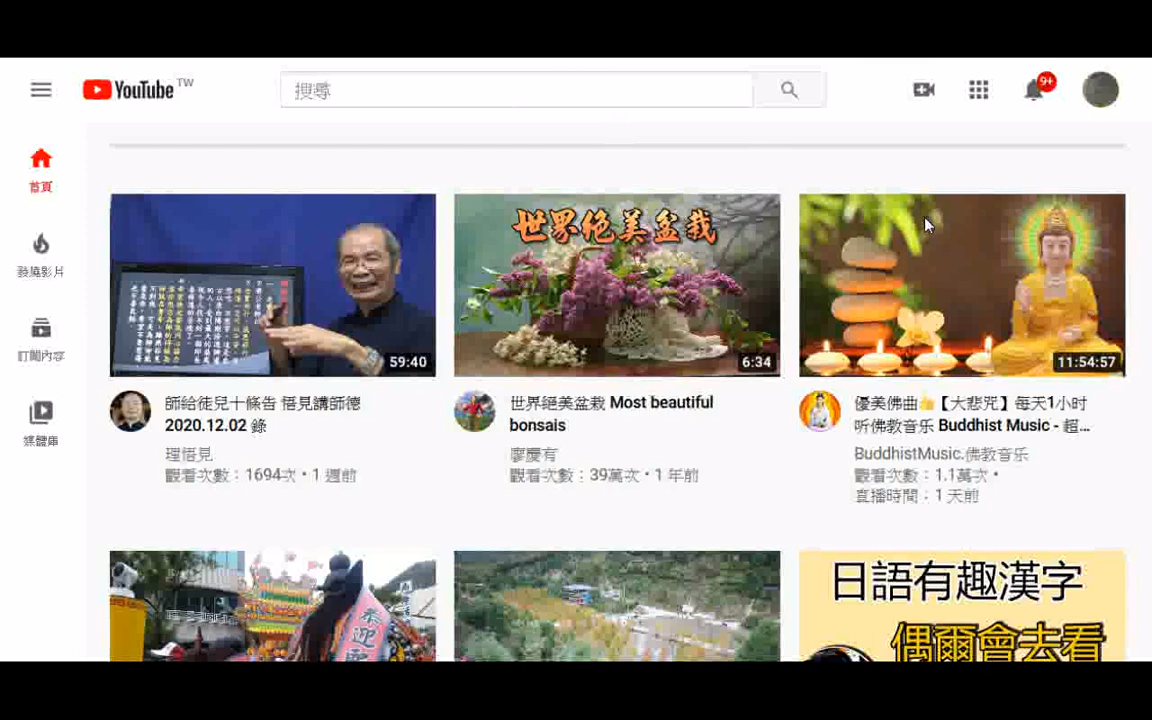 YouTube TW
搜尋
9+
首頁
發燒影片
訂閱內容
媒體庫
59:40
師給徒兒十條告 悟見講師德
2020.12.02 錄
理悟見
觀看次數：1694次・1 週前
世界絕美盆栽
6:34
世界絕美盆栽 Most beautiful
bonsais
廖慶有
觀看次數：39萬次・1 年前
11:54:57
優美佛曲👍【大悲咒】每天1小时
听佛教音乐 Buddhist Music - 超...
BuddhistMusic.佛教音乐
觀看次數：1.1萬次・
直播時間：1 天前
恭迎
日語有趣漢字
偶爾會去看